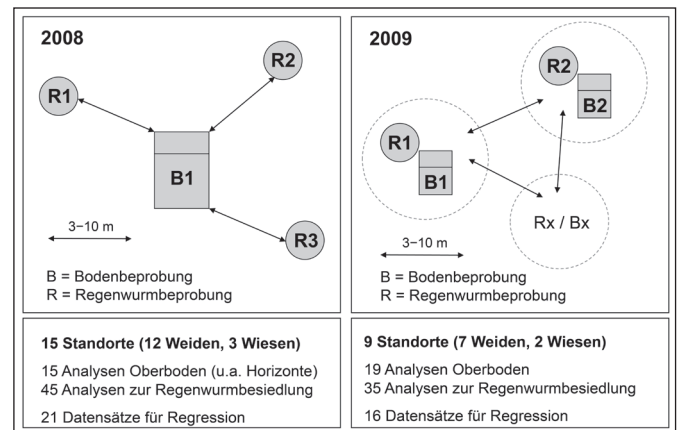 2008
R2
R1
B1
R3
3–10 m
B = Bodenbeprobung
R = Regenwurmbeprobung
2009
R2
B2
R1
B1
Rx / Bx
3–10 m
B = Bodenbeprobung
R = Regenwurmbeprobung
15 Standorte (12 Weiden, 3 Wiesen)
15 Analysen Oberboden (u.a. Horizonte)
45 Analysen zur Regenwurmbesiedlung
21 Datensätze für Regression
9 Standorte (7 Weiden, 2 Wiesen)
19 Analysen Oberboden
35 Analysen zur Regenwurmbesiedlung
16 Datensätze für Regression